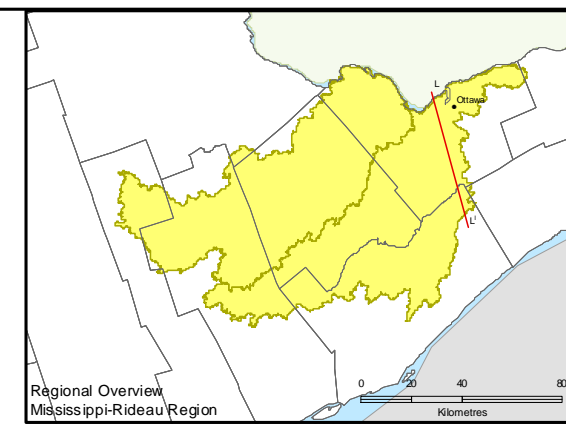 L
Ottawa
L'
Regional Overview
Mississippi-Rideau Region
0 20 40 80
Kilometres